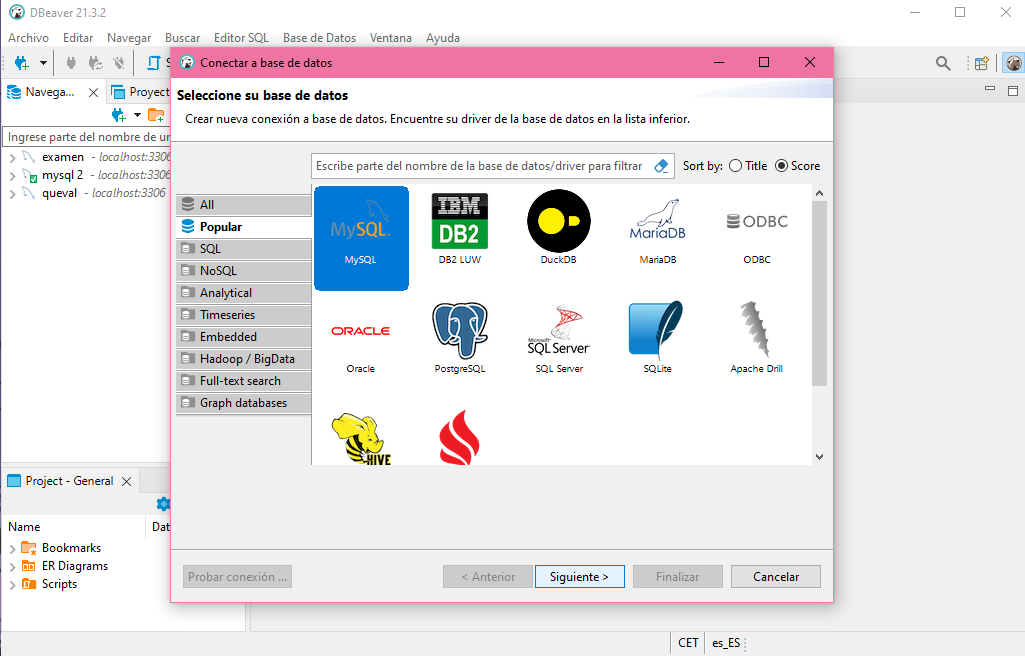 DBeaver 21.3.2
Archivo Editar Navegar Buscar Editor SQL Base de Datos Ventana Ayuda
S
Conectar a base de datos
Navega...
Project
Ingrese parte del nombre de un
examen - localhost:3306
mysql 2 - localhost:3306
queval - localhost:3306
Seleccione su base de datos
Crear nueva conexión a base de datos. Encuentre su driver de la base de datos en la lista inferior.
Escribe parte del nombre de la base de datos/driver para filtrar
Sort by: Title Score
All
Popular
SQL
NoSQL
Analytical
Timeseries
Embedded
Hadoop / BigData
Full-text search
Graph databases
MySQL.
MySQL
IBM
DB2
DB2 LUW
DuckDB
MariaDB
MariaDB
ODBC
ODBC
ORACLE
Oracle
PostgreSQL
Microsoft
SQL Server
SQL Server
SQLite
Apache Drill
HIVE
Probar conexión ...
< Anterior
Siguiente >
Finalizar
Cancelar
Project - General
Name Dat
Bookmarks
ER Diagrams
Scripts
CET es_ES